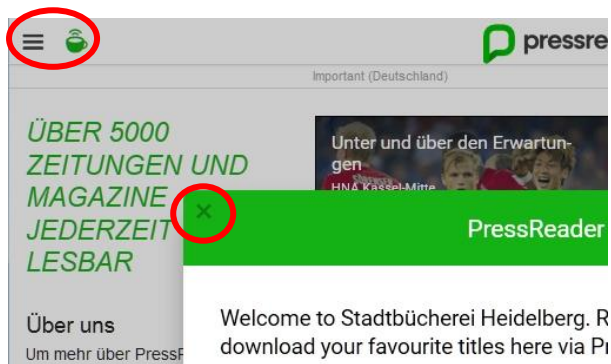 pressre
Important (Deutschland)
ÜBER 5000
ZEITUNGEN UND
MAGAZINE
JEDERZEIT
LESBAR
Unter und über den Erwartun-
gen
HNA Kassel-Mitte
PressReader
Über uns
Um mehr über PressR
Welcome to Stadtbücherei Heidelberg. R
download your favourite titles here via Pr